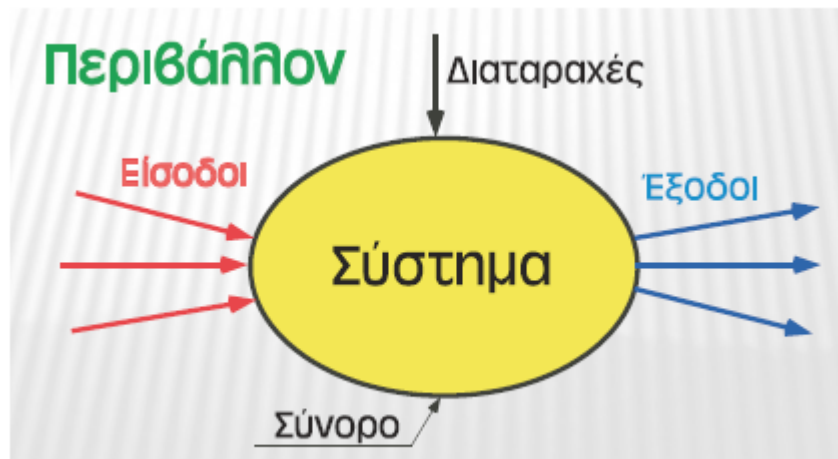 Περιβάλλον
Διαταραχές
Είσοδοι
Έξοδοι
Σύστημα
Σύνορο